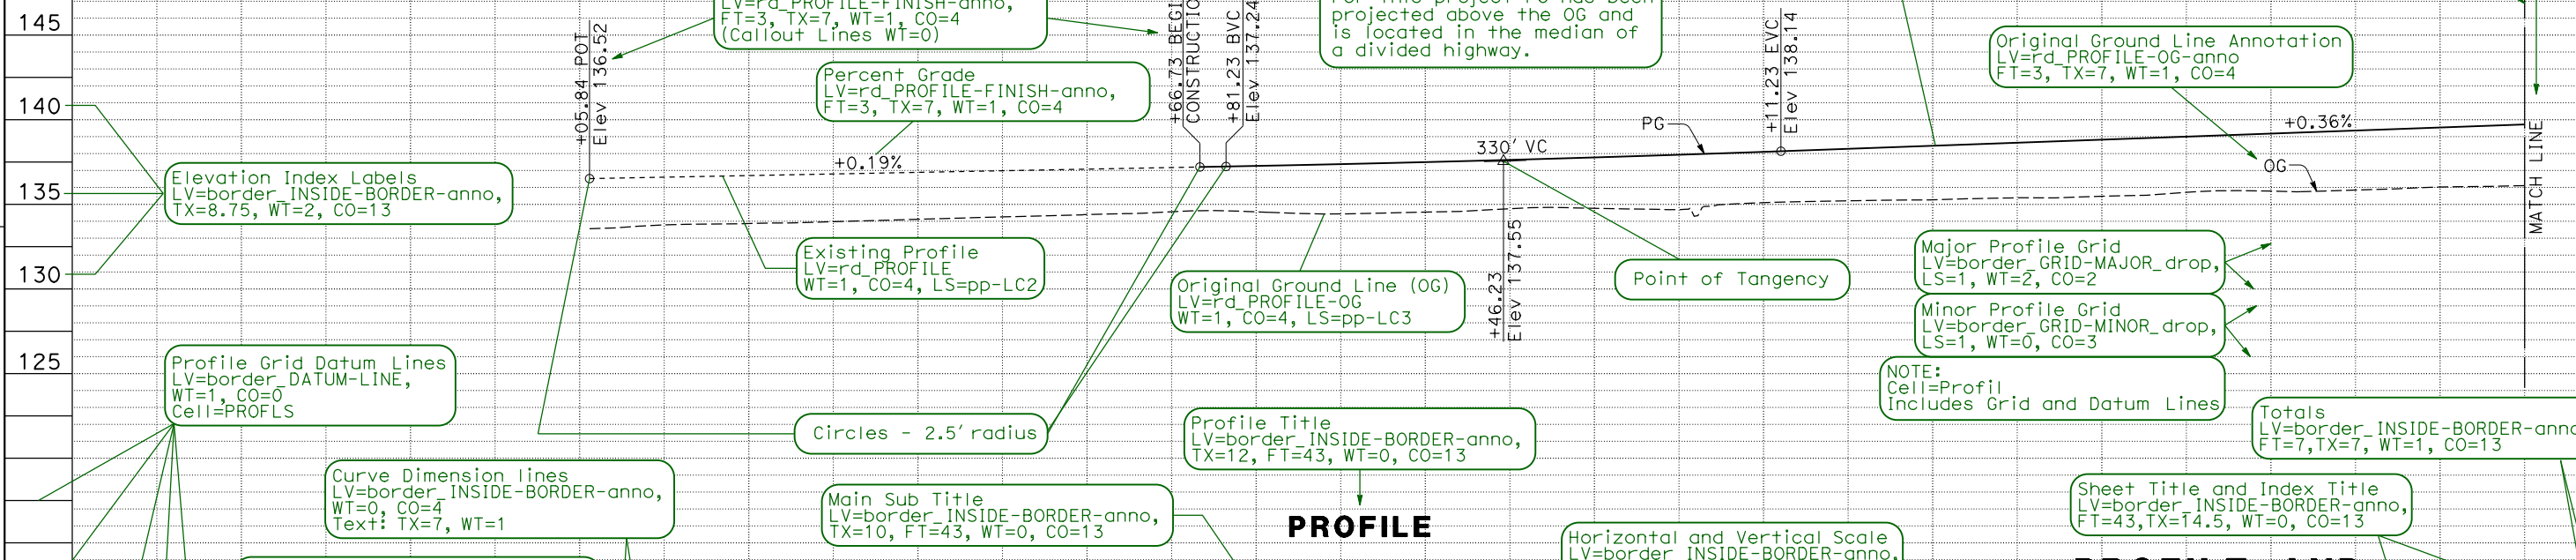 145
140
135
130
125
+05.84 POT
Elev 136.52
LV=rd_PROFILE-FINISH-anno,
FT=3, TX=7, WT=1, CO=4
(Callout Lines WT=0)
Percent Grade
LV=rd_PROFILE-FINISH-anno,
FT=3, TX=7, WT=1, CO=4
+0.19%
+66.73 BEGI
CONSTRUCTIO
+81.23 BVC
Elev 137.24
projected above the OG and
is located in the median of
a divided highway.
330' VC
PG
+11.23 EVC
Elev 138.14
Original Ground Line Annotation
LV=rd_PROFILE-OG-anno
FT=3, TX=7, WT=1, CO=4
+0.36%
OG
MATCH LINE
Elevation Index Labels
LV=border_INSIDE-BORDER-anno,
TX=8.75, WT=2, CO=13
Existing Profile
LV=rd_PROFILE
WT=1, CO=4, LS=pp-LC2
Original Ground Line (OG)
LV=rd_PROFILE-OG
WT=1, CO=4, LS=pp-LC3
+46.23
Elev 137.55
Point of Tangency
Major Profile Grid
LV=border_GRID-MAJOR_drop,
LS=1, WT=2, CO=2
Minor Profile Grid
LV=border_GRID-MINOR_drop,
LS=1, WT=0, CO=3
NOTE:
Cell=Profil
Includes Grid and Datum Lines
Profile Grid Datum Lines
LV=border_DATUM-LINE,
WT=1, CO=0
Cell=PROFLS
Circles - 2.5' radius
Profile Title
LV=border_INSIDE-BORDER-anno,
TX=12, FT=43, WT=0, CO=13
PROFILE
Totals
LV=border_INSIDE-BORDER-anno
FT=7,TX=7, WT=1, CO=13
Curve Dimension lines
LV=border_INSIDE-BORDER-anno,
WT=0, CO=4
Text: TX=7, WT=1
Main Sub Title
LV=border_INSIDE-BORDER-anno,
TX=10, FT=43, WT=0, CO=13
Sheet Title and Index Title
LV=border_INSIDE-BORDER-anno,
FT=43,TX=14.5, WT=0, CO=13
Horizontal and Vertical Scale
LV=border_INSIDE-BORDER-anno,